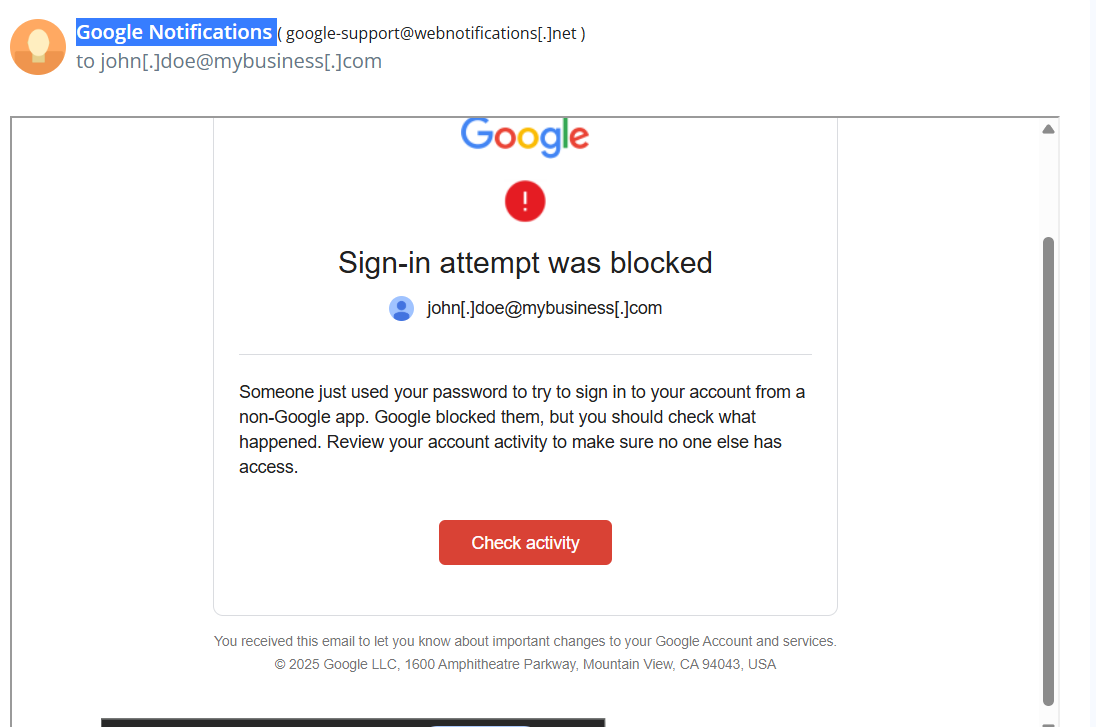 Google Notifications ( google-support@webnotifications[.]net )
to john[.]doe@mybusiness[.]com
Google
!
Sign-in attempt was blocked
john[.]doe@mybusiness[.]com
Someone just used your password to try to sign in to your account from a
non-Google app. Google blocked them, but you should check what
happened. Review your account activity to make sure no one else has
access.
Check activity
You received this email to let you know about important changes to your Google Account and services.
© 2025 Google LLC, 1600 Amphitheatre Parkway, Mountain View, CA 94043, USA